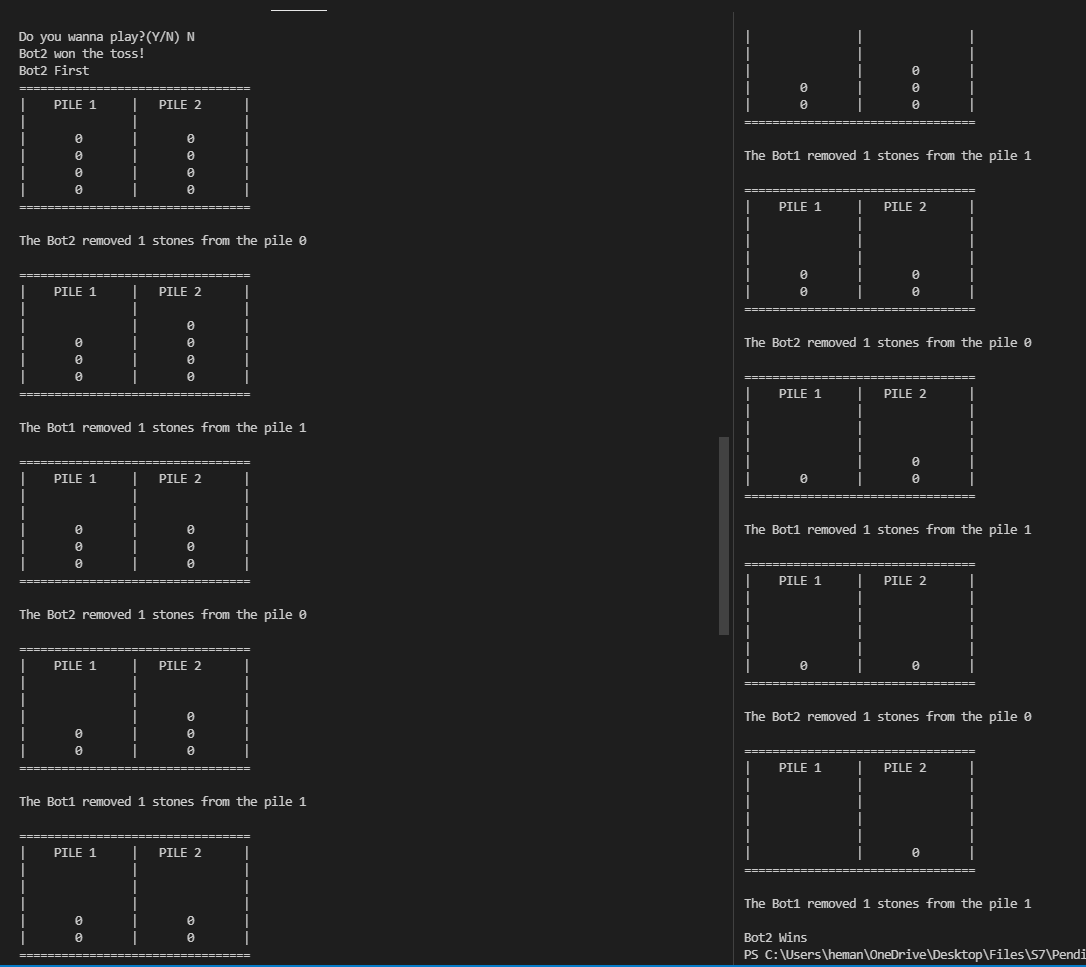 Do you wanna play?(Y/N) N
Bot2 won the toss!
Bot2 First
=================================
|    PILE 1     |   PILE 2      |
|               |               |
|       0       |       0       |
|       0       |       0       |
|       0       |       0       |
|       0       |       0       |
=================================
The Bot2 removed 1 stones from the pile 0
=================================
|    PILE 1     |   PILE 2      |
|               |               |
|               |       0       |
|       0       |       0       |
|       0       |       0       |
|       0       |       0       |
=================================
The Bot1 removed 1 stones from the pile 1
=================================
|    PILE 1     |   PILE 2      |
|               |               |
|               |               |
|       0       |       0       |
|       0       |       0       |
|       0       |       0       |
=================================
The Bot2 removed 1 stones from the pile 0
=================================
|    PILE 1     |   PILE 2      |
|               |               |
|               |               |
|               |       0       |
|       0       |       0       |
|       0       |       0       |
=================================
The Bot1 removed 1 stones from the pile 1
=================================
|    PILE 1     |   PILE 2      |
|               |               |
|               |               |
|               |               |
|       0       |       0       |
|       0       |       0       |
=================================
|               |               |
|               |               |
|               |       0       |
|       0       |       0       |
|       0       |       0       |
=================================
The Bot1 removed 1 stones from the pile 1
=================================
|    PILE 1     |   PILE 2      |
|               |               |
|               |               |
|               |               |
|       0       |       0       |
|       0       |       0       |
=================================
The Bot2 removed 1 stones from the pile 0
=================================
|    PILE 1     |   PILE 2      |
|               |               |
|               |               |
|               |               |
|               |       0       |
|       0       |       0       |
=================================
The Bot1 removed 1 stones from the pile 1
=================================
|    PILE 1     |   PILE 2      |
|               |               |
|               |               |
|               |               |
|               |               |
|       0       |       0       |
=================================
The Bot2 removed 1 stones from the pile 0
=================================
|    PILE 1     |   PILE 2      |
|               |               |
|               |               |
|               |               |
|               |               |
|               |       0       |
=================================
The Bot1 removed 1 stones from the pile 1
Bot2 Wins
PS C:\Users\heman\OneDrive\Desktop\Files\S7\Pendi